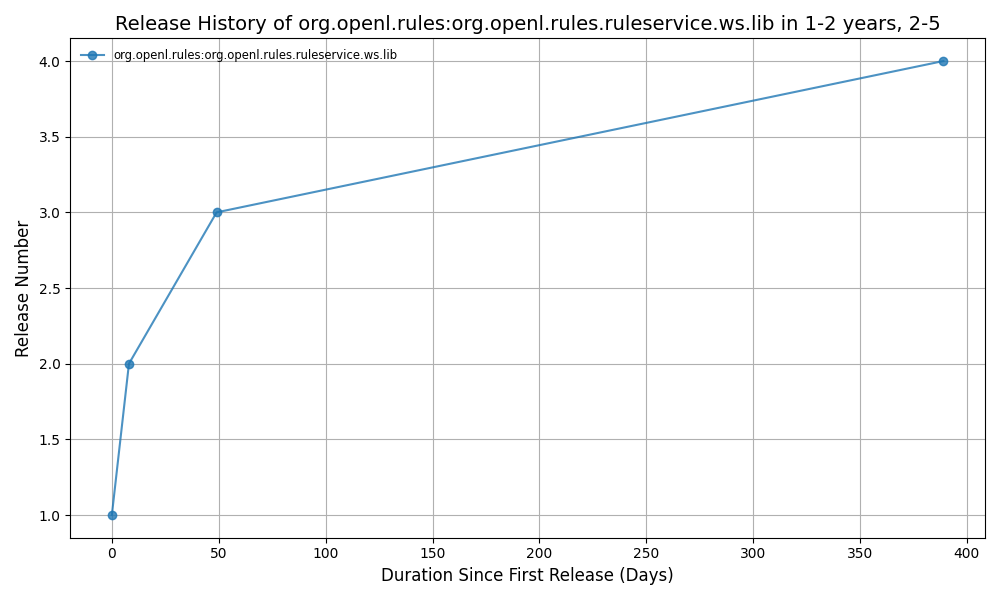 Release History of org.openl.rules:org.openl.rules.ruleservice.ws.lib in 1-2 years, 2-5
org.openl.rules:org.openl.rules.ruleservice.ws.lib
4.0
3.5
3.0
2.5
2.0
1.5
1.0
Release Number
0 50 100 150 200 250 300 350 400
Duration Since First Release (Days)